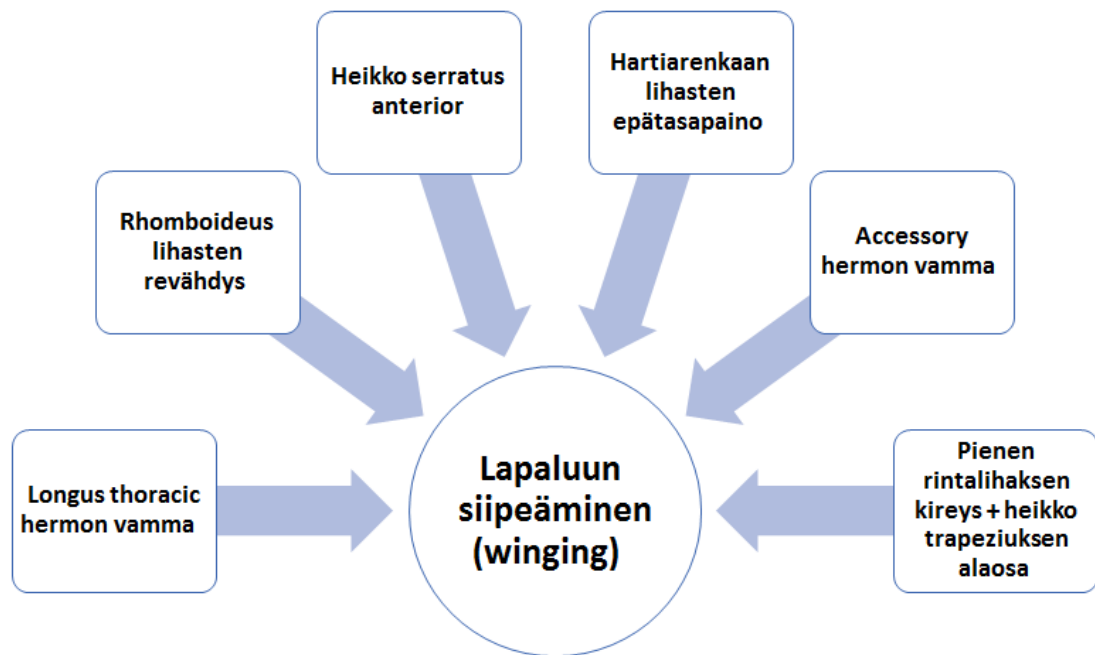 Heikko serratus
anterior
Hartiarenkaan
lihasten
epätasapaino
Rhomboideus
lihasten
revähdys
Accessory
hermon vamma
Longus thoracic
hermon vamma
Lapaluun
siipeäminen
(winging)
Pienen
rintalihaksen
kireys + heikko
trapeziuksen
alaosa